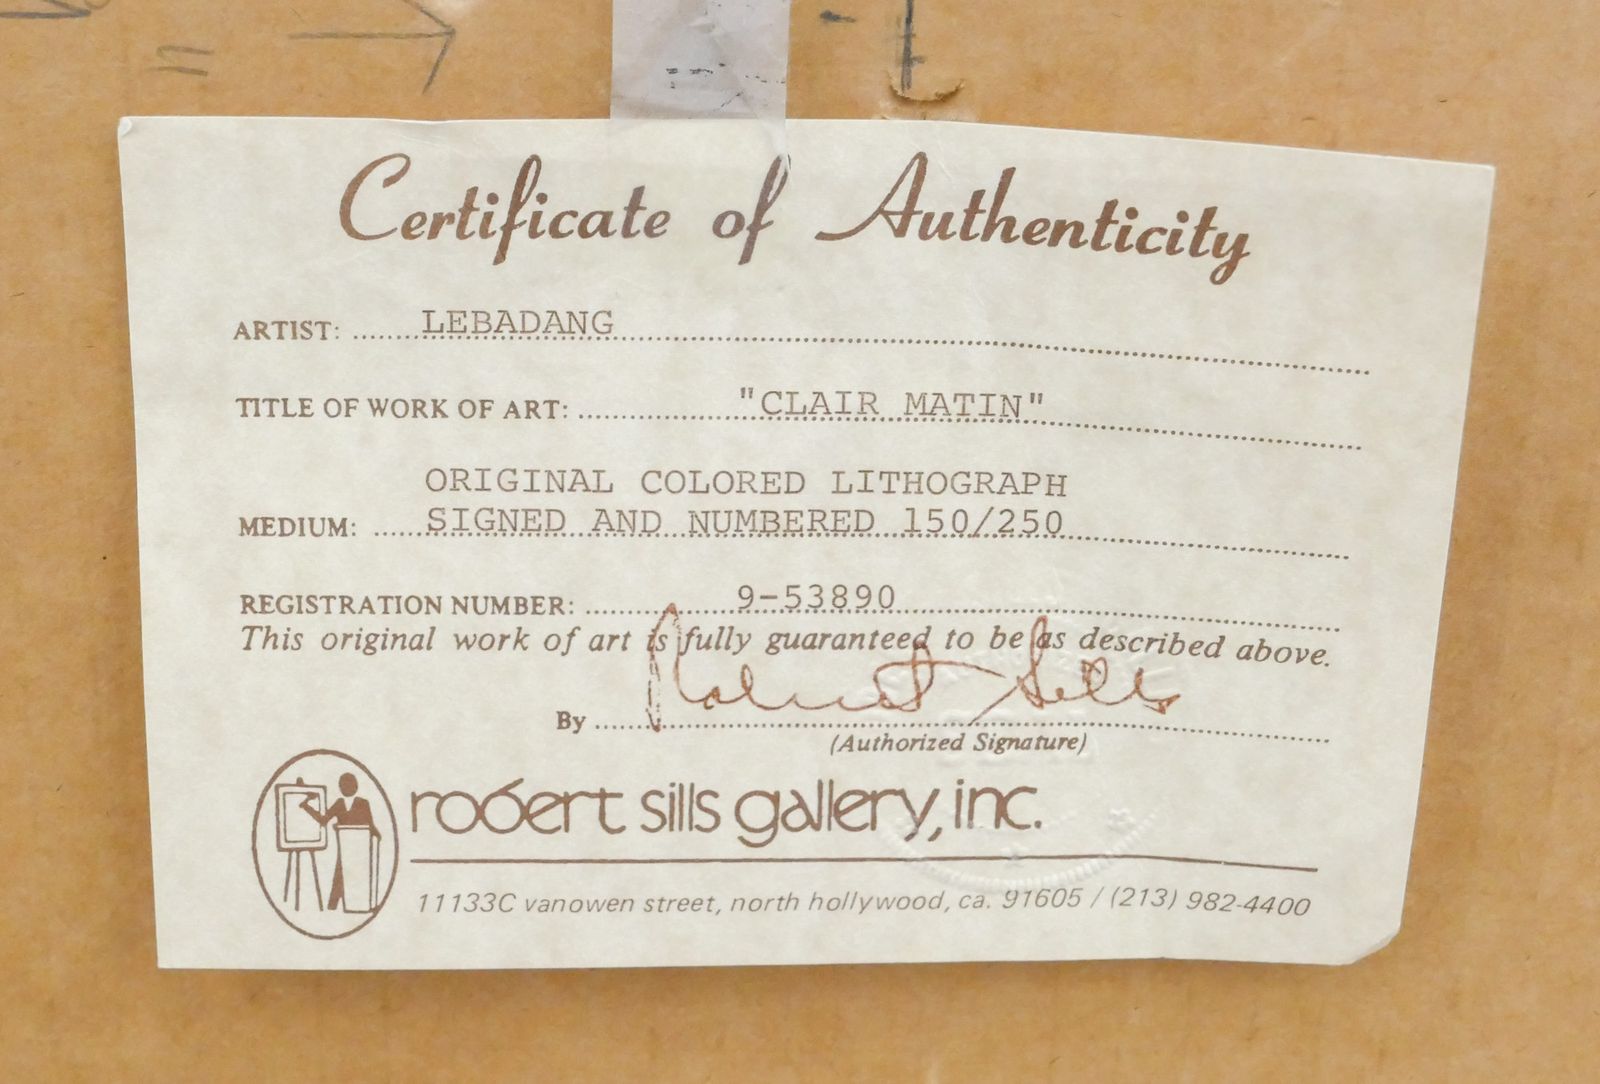 Certificate of Authenticity
ARTIST: LEBADANG
TITLE OF WORK OF ART: "CLAIR MATIN"
ORIGINAL COLORED LITHOGRAPH
MEDIUM: SIGNED AND NUMBERED 150/250
REGISTRATION NUMBER: 9-53890
This original work of art is fully guaranteed to be as described above.
By Robert Sills
(Authorized Signature)
robert sills gallery, inc.
11133C vanowen street, north hollywood, ca. 91605 / (213) 982-4400